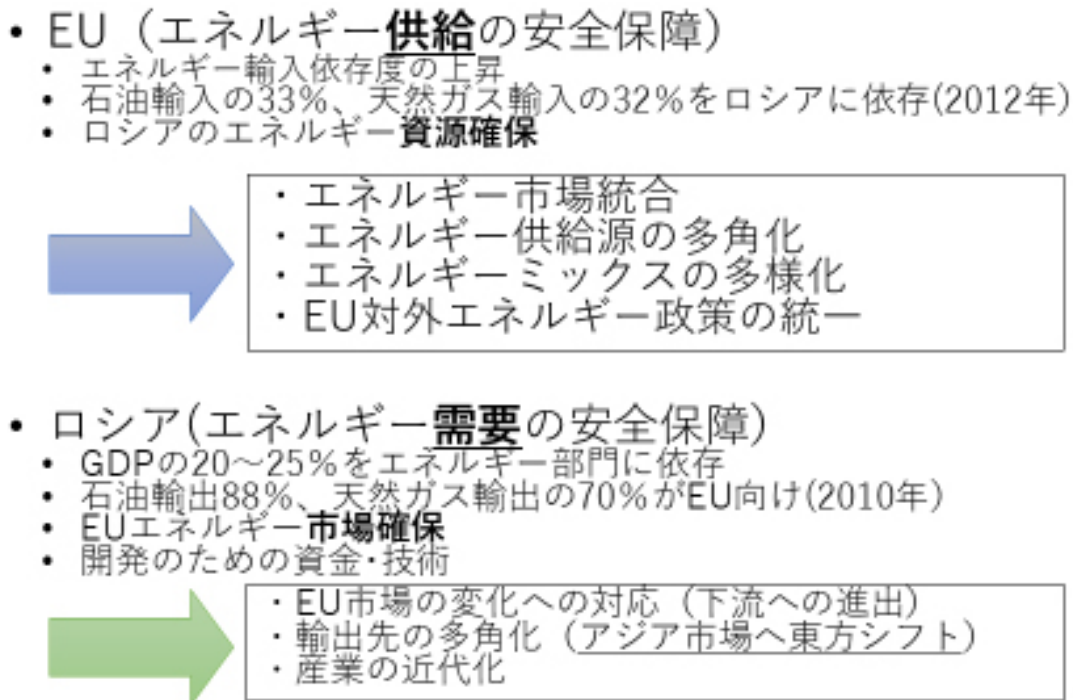 • EU（エネルギー供給の安全保障）
• エネルギー輸入依存度の上昇
• 石油輸入の33%、天然ガス輸入の32%をロシアに依存(2012年)
• ロシアのエネルギー資源確保
・エネルギー市場統合
・エネルギー供給源の多角化
・エネルギーミックスの多様化
・EU対外エネルギー政策の統一
• ロシア(エネルギー需要の安全保障)
• GDPの20～25%をエネルギー部門に依存
• 石油輸出88%、天然ガス輸出の70%がEU向け(2010年)
• EUエネルギー市場確保
• 開発のための資金･技術
・EU市場の変化への対応（下流への進出）
・輸出先の多角化（アジア市場へ東方シフト）
・産業の近代化